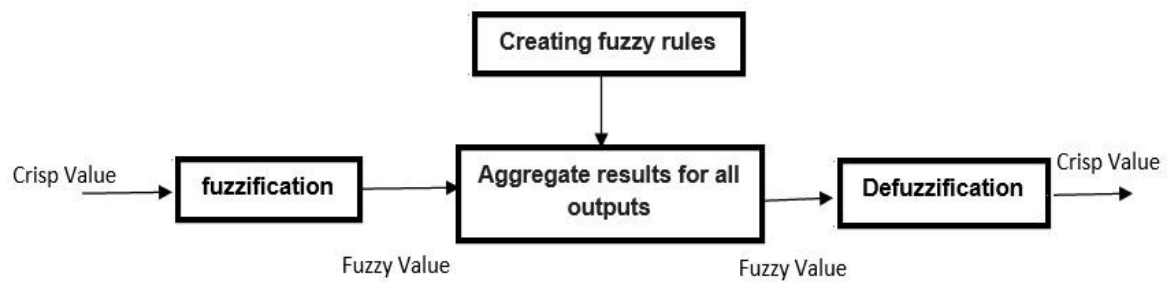 Creating fuzzy rules
Crisp Value
fuzzification
Aggregate results for all
outputs
Defuzzification
Crisp Value
Fuzzy Value
Fuzzy Value